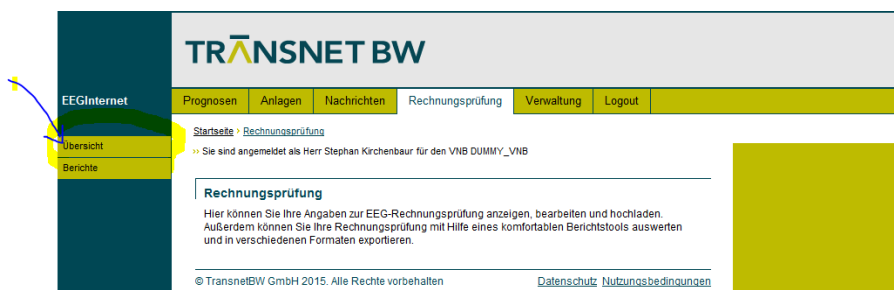 TRANSNET BW
EEGInternet
Prognosen Anlagen Nachrichten Rechnungsprüfung Verwaltung Logout
Übersicht
Berichte
Startseite › Rechnungsprüfung
›› Sie sind angemeldet als Herr Stephan Kirchenbaur für den VNB DUMMY_VNB
Rechnungsprüfung
Hier können Sie Ihre Angaben zur EEG-Rechnungsprüfung anzeigen, bearbeiten und hochladen.
Außerdem können Sie Ihre Rechnungsprüfung mit Hilfe eines komfortablen Berichtstools auswerten
und in verschiedenen Formaten exportieren.
© TransnetBW GmbH 2015. Alle Rechte vorbehalten Datenschutz Nutzungsbedingungen